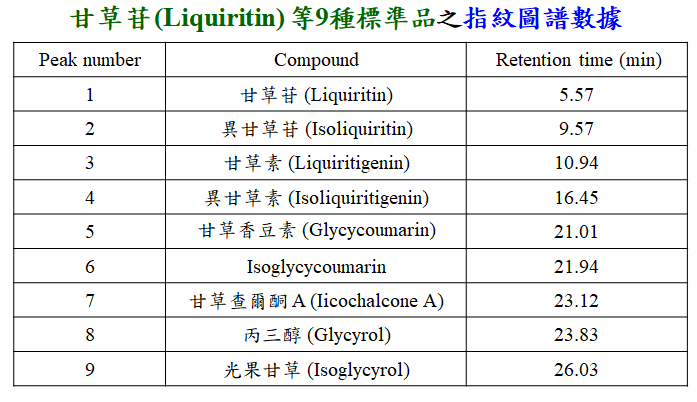 甘草苷(Liquiritin)等9種標準品之指紋圖譜數據
Peak number Compound Retention time (min)
1 甘草苷 (Liquiritin) 5.57
2 異甘草苷 (Isoliquiritin) 9.57
3 甘草素 (Liquiritigenin) 10.94
4 異甘草素 (Isoliquiritigenin) 16.45
5 甘草香豆素 (Glycycoumarin) 21.01
6 Isoglycycoumarin 21.94
7 甘草查爾酮 A (Iicochalcone A) 23.12
8 丙三醇 (Glycyrol) 23.83
9 光果甘草 (Isoglycyrol) 26.03